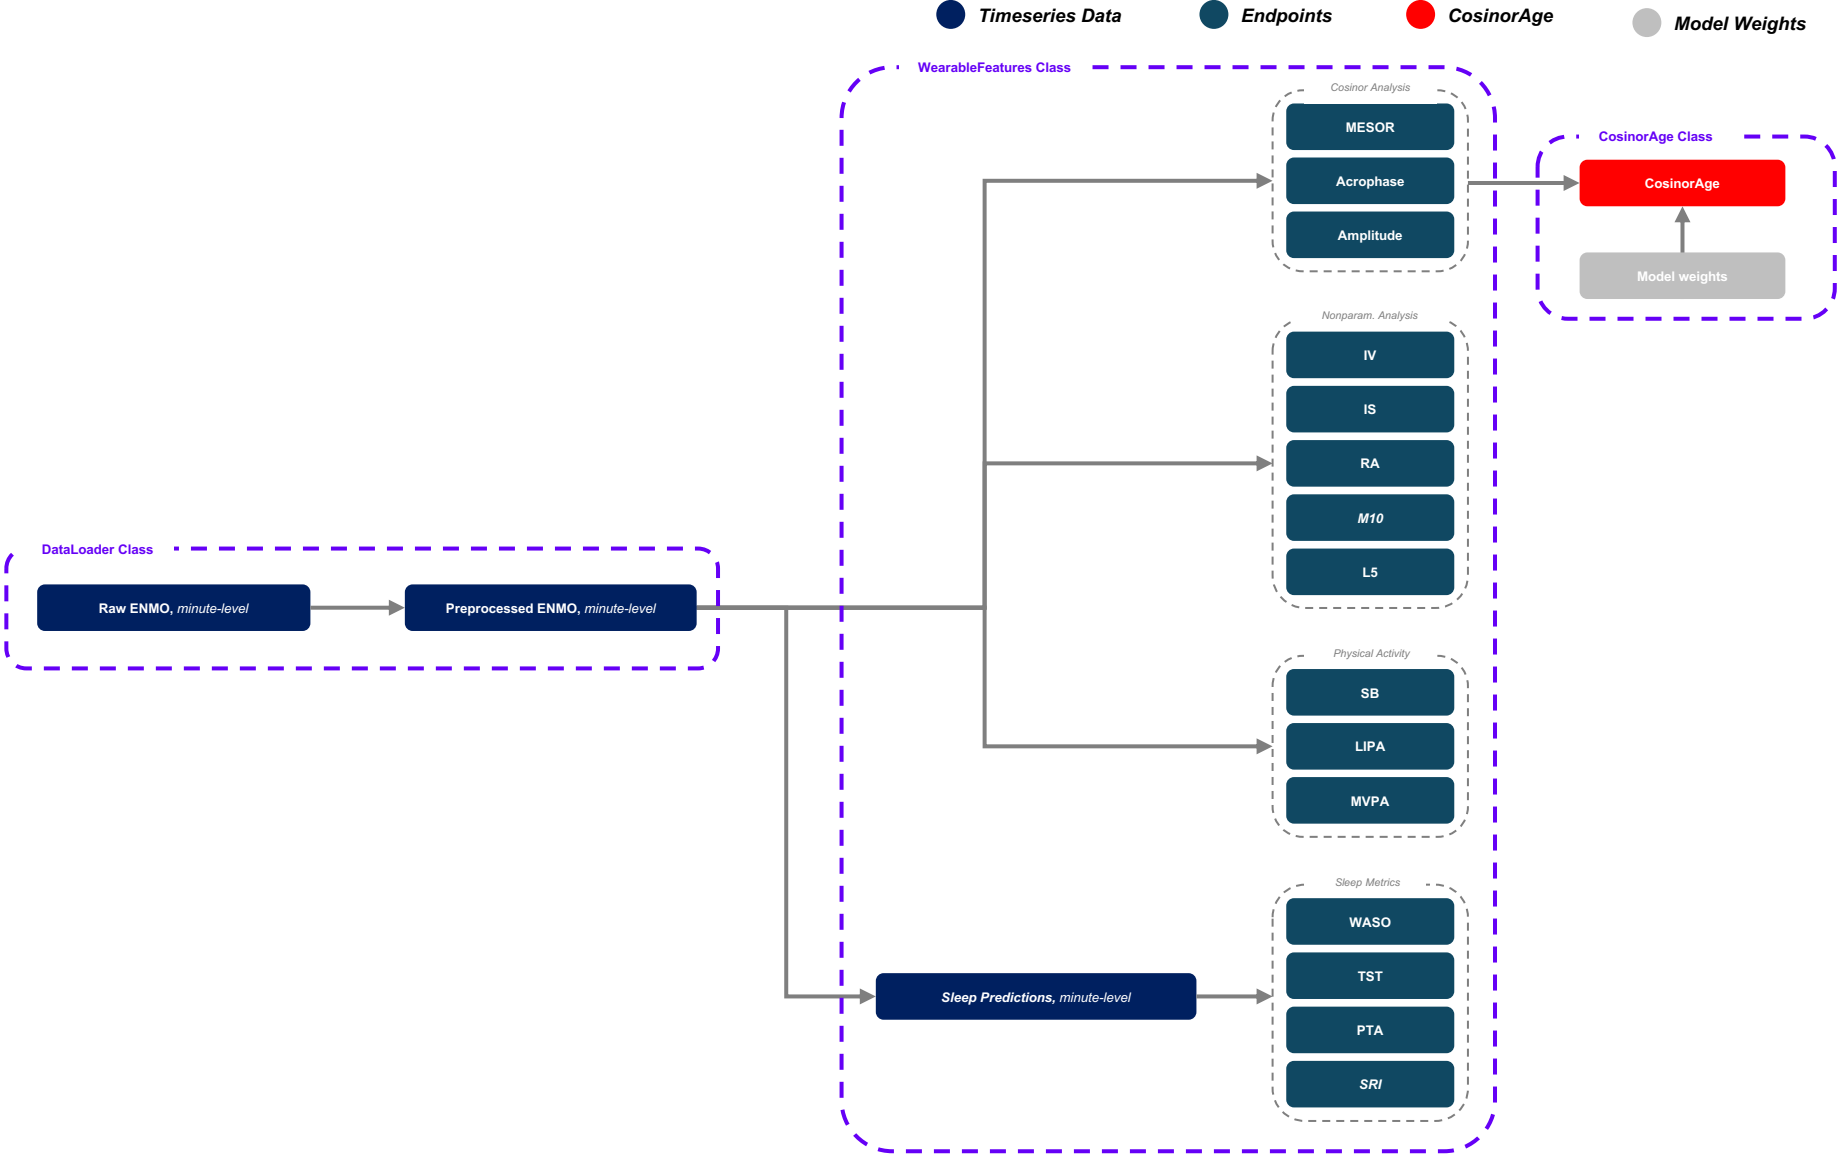 Timeseries Data
Endpoints
CosinorAge
Model Weights
WearableFeatures Class
Cosinor Analysis
MESOR
Acrophase
Amplitude
CosinorAge Class
CosinorAge
Model weights
Nonparam. Analysis
IV
IS
RA
M10
L5
DataLoader Class
Raw ENMO, minute-level
Preprocessed ENMO, minute-level
Physical Activity
SB
LIPA
MVPA
Sleep Metrics
WASO
TST
PTA
SRI
Sleep Predictions, minute-level